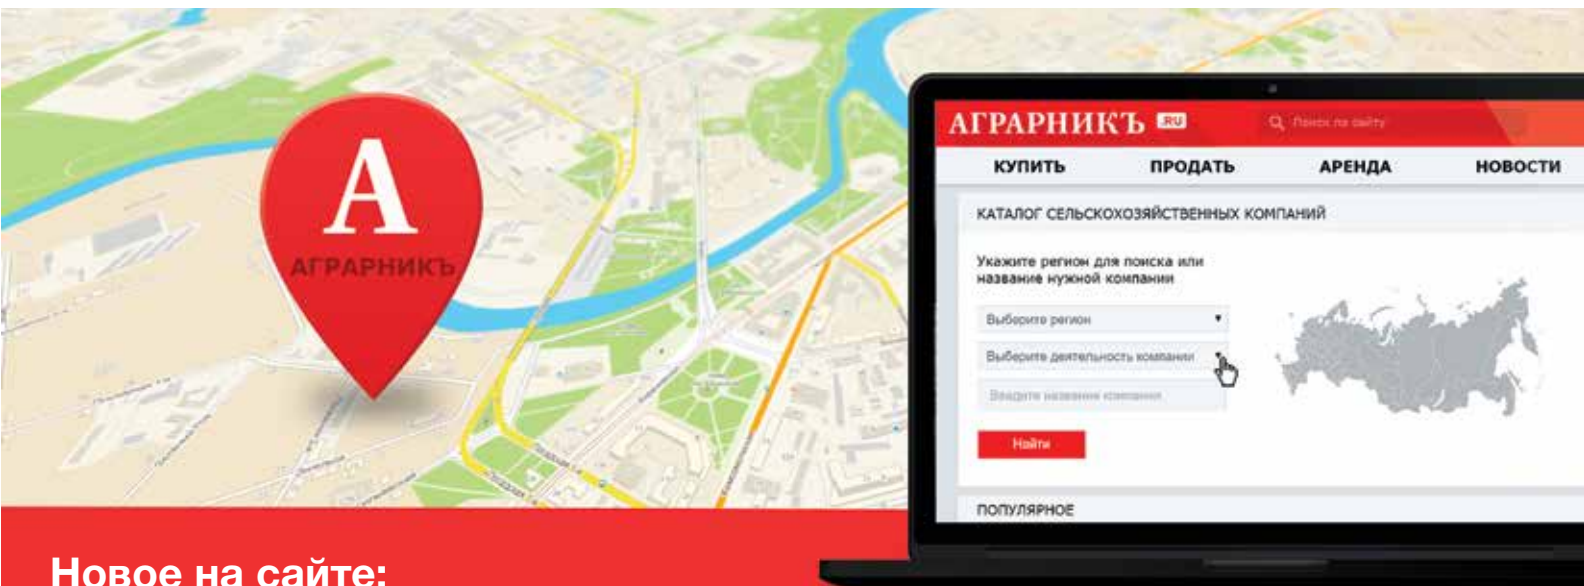 А
АГРАРНИКЪ
АГРАРНИКЪ .RU
Поиск по сайту
КУПИТЬ ПРОДАТЬ АРЕНДА НОВОСТИ
КАТАЛОГ СЕЛЬСКОХОЗЯЙСТВЕННЫХ КОМПАНИЙ
Укажите регион для поиска или
название нужной компании
Выберите регион
Выберите деятельность компании
Введите название компании
Найти
ПОПУЛЯРНОЕ
Новое на сайте: